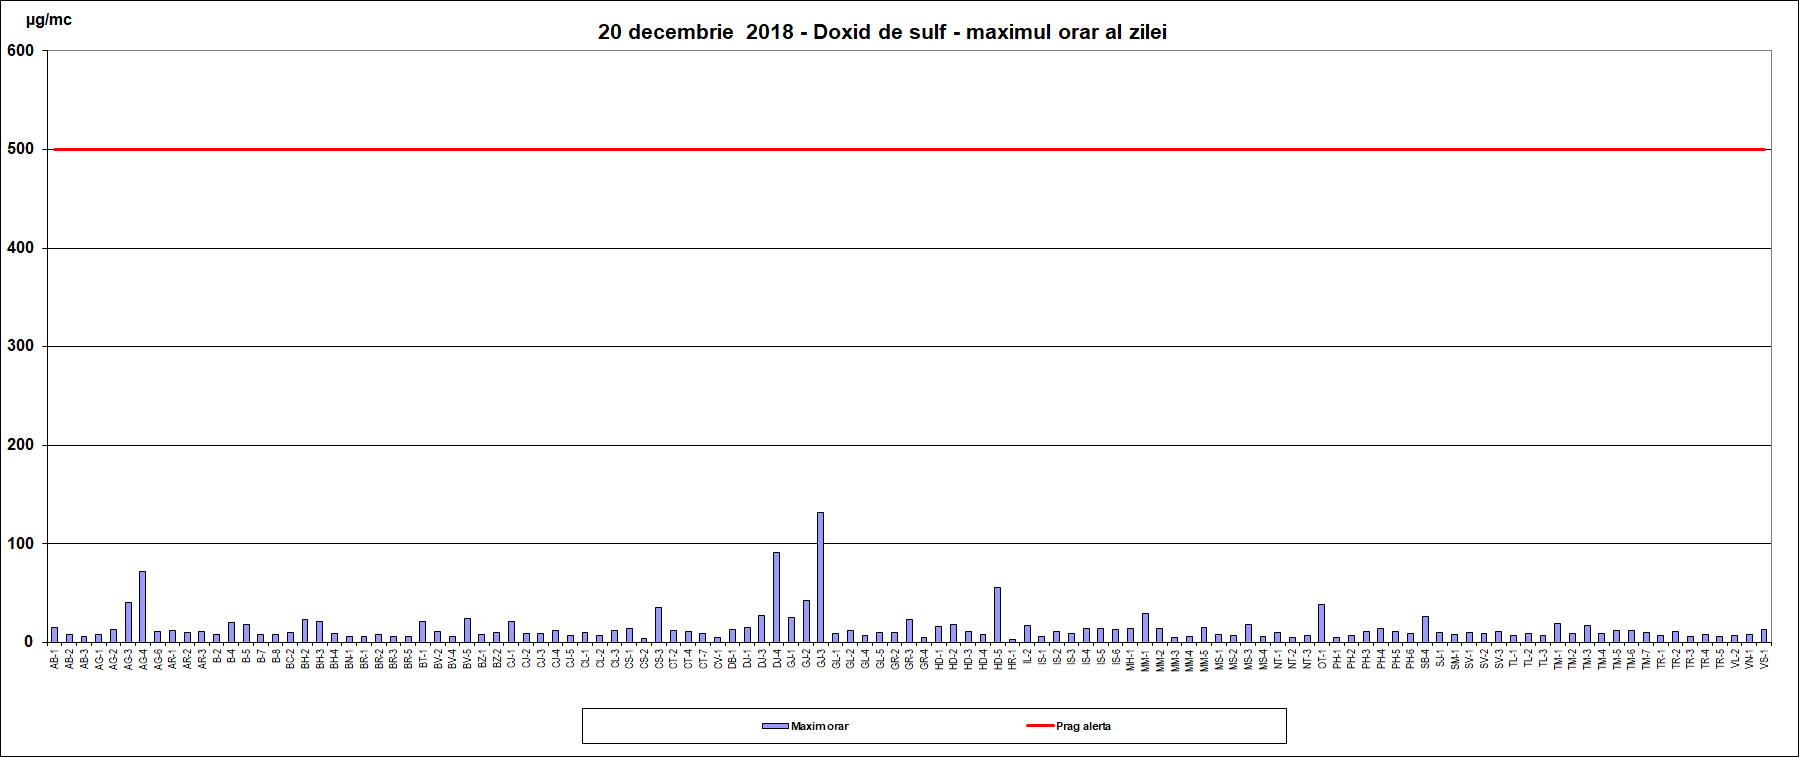 µg/mc
20 decembrie 2018 - Doxid de sulf - maximul orar al zilei
600
500
400
300
200
100
0
AB-1 AB-2 AB-3 AG-1 AG-2 AG-3 AG-4 AG-6 AR-1 AR-2 AR-3 B-2 B-4 B-5 B-7 B-8 BC-2 BH-2 BH-3 BH-4 BN-1 BR-1 BR-2 BR-3 BR-5 BT-1 BV-2 BV-4 BV-5 BZ-1 BZ-2 CJ-1 CJ-2 CJ-3 CJ-4 CJ-5 CL-1 CL-2 CL-3 CS-1 CS-2 CS-3 CT-2 CT-4 CT-7 CV-1 DB-1 DJ-1 DJ-3 DJ-4 GJ-1 GJ-2 GJ-3 GL-1 GL-2 GL-4 GL-5 GR-2 GR-3 GR-4 HD-1 HD-2 HD-3 HD-4 HD-5 HR-1 IL-2 IS-1 IS-2 IS-3 IS-4 IS-5 IS-6 MH-1 MM-1 MM-2 MM-3 MM-4 MM-5 MS-1 MS-2 MS-3 MS-4 NT-1 NT-2 NT-3 OT-1 PH-1 PH-2 PH-3 PH-4 PH-5 PH-6 SB-4 SJ-1 SM-1 SV-1 SV-2 SV-3 TL-1 TL-2 TL-3 TM-1 TM-2 TM-3 TM-4 TM-5 TM-6 TM-7 TR-1 TR-2 TR-3 TR-4 TR-5 VL-2 VN-1 VS-1
Maxim orar Prag alerta